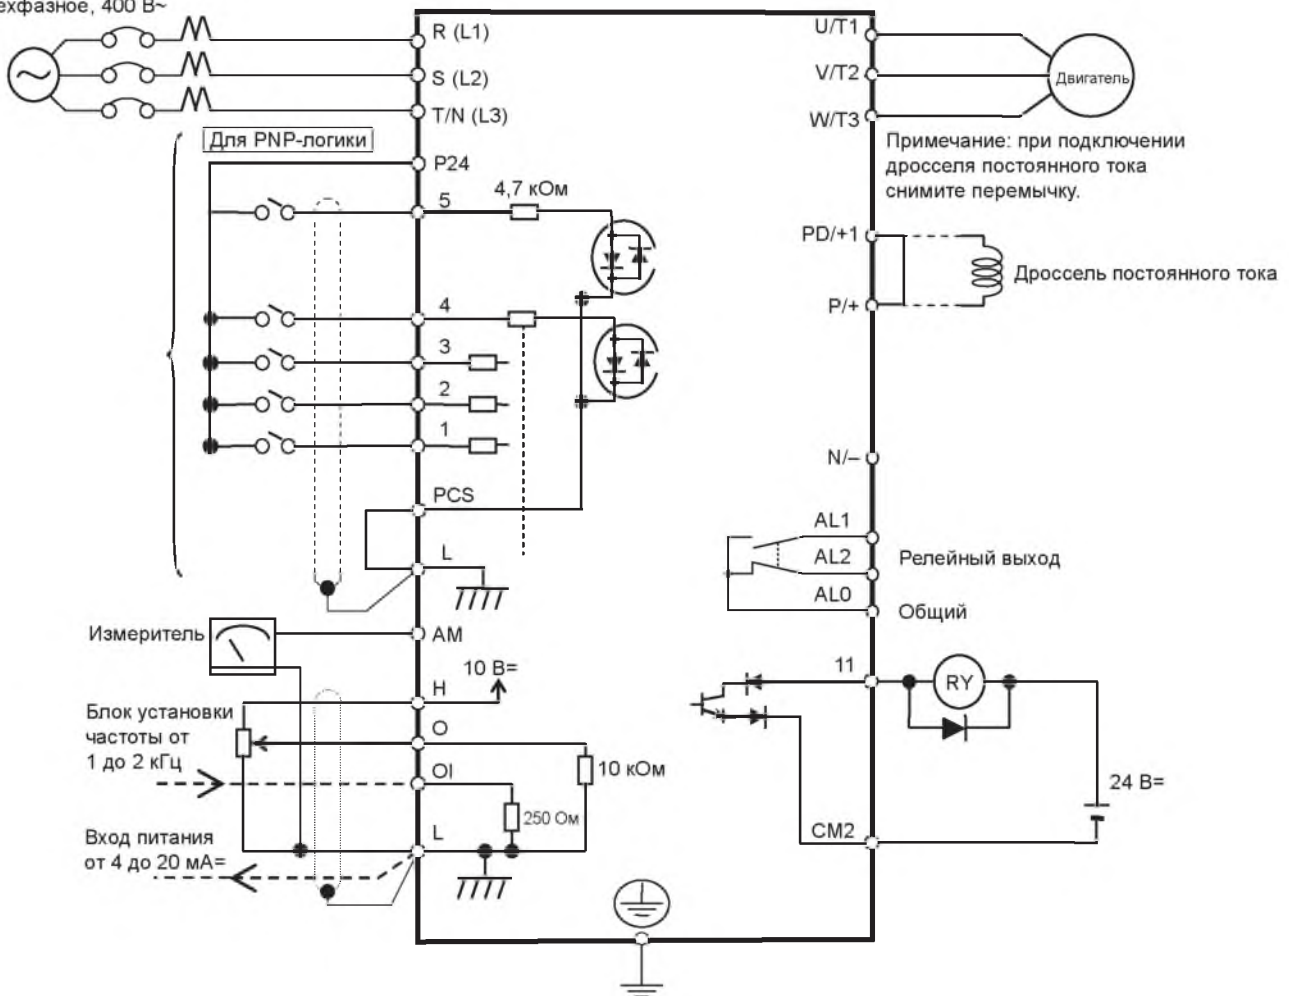 ехфазное, 400 В~
R (L1)
S (L2)
T/N (L3)
Для PNP-логики
P24
5
4,7 кОм
4
3
2
1
PCS
L
Измеритель
AM
10 В=
H
Блок установки
частоты от
1 до 2 кГц
O
OI
10 кОм
250 Ом
L
Вход питания
от 4 до 20 мА=
U/T1
V/T2
W/T3
Двигатель
Примечание: при подключении
дросселя постоянного тока
снимите перемычку.
PD/+1
P/+
Дроссель постоянного тока
N/–
AL1
AL2
Релейный выход
AL0
Общий
11
RY
24 В=
CM2